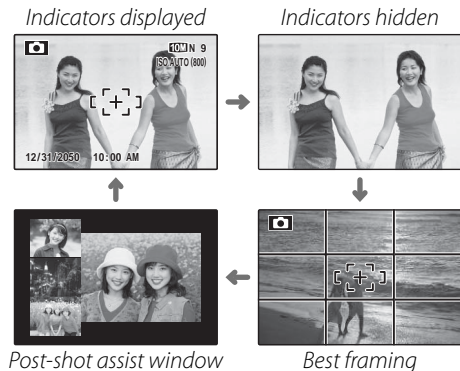 Indicators displayed
Indicators hidden
10M N 9
ISO AUTO (800)
12/31/2050 10:00 AM
Post-shot assist window
Best framing